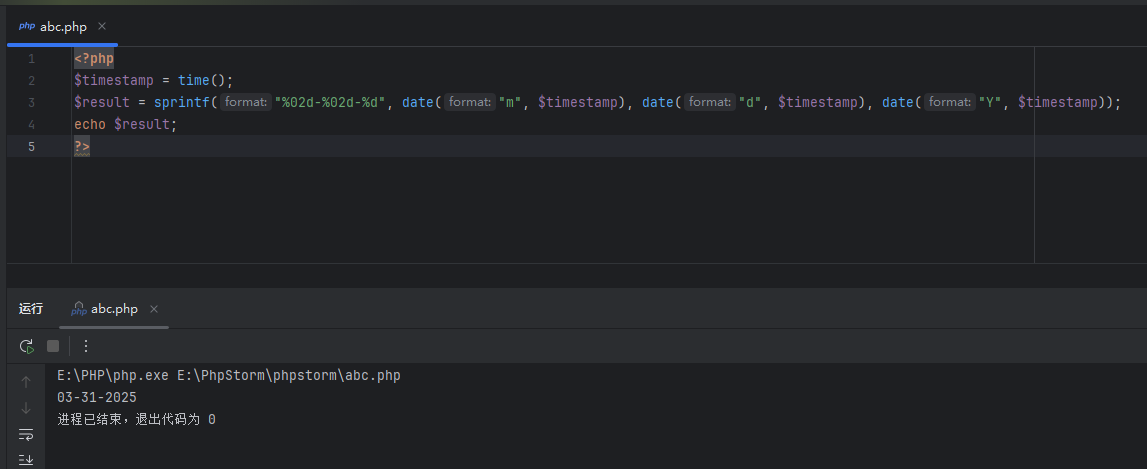 php abc.php
1 <?php
2 $timestamp = time();
3 $result = sprintf( format: "%02d-%02d-%d", date( format: "m", $timestamp), date( format: "d", $timestamp), date( format: "Y", $timestamp));
4 echo $result;
5 ?>
运行 php abc.php
E:\PHP\php.exe E:\PhpStorm\phpstorm\abc.php
03-31-2025
进程已结束，退出代码为 0